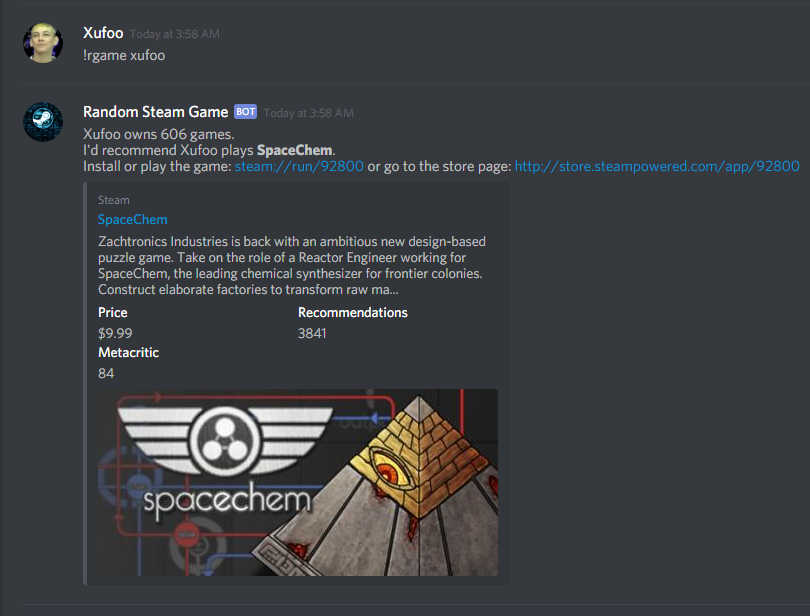 Xufoo Today at 3:58 AM
!rgame xufoo
Random Steam Game BOT Today at 3:58 AM
Xufoo owns 606 games.
I'd recommend Xufoo plays SpaceChem.
Install or play the game: steam://run/92800 or go to the store page: http://store.steampowered.com/app/92800
Steam
SpaceChem
Zachtronics Industries is back with an ambitious new design-based
puzzle game. Take on the role of a Reactor Engineer working for
SpaceChem, the leading chemical synthesizer for frontier colonies.
Construct elaborate factories to transform raw ma...
Price Recommendations
$9.99 3841
Metacritic
84
spacechem